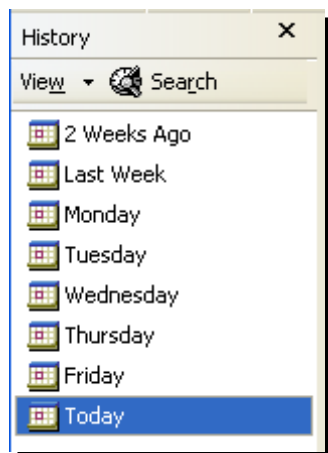 History
View Search
2 Weeks Ago
Last Week
Monday
Tuesday
Wednesday
Thursday
Friday
Today